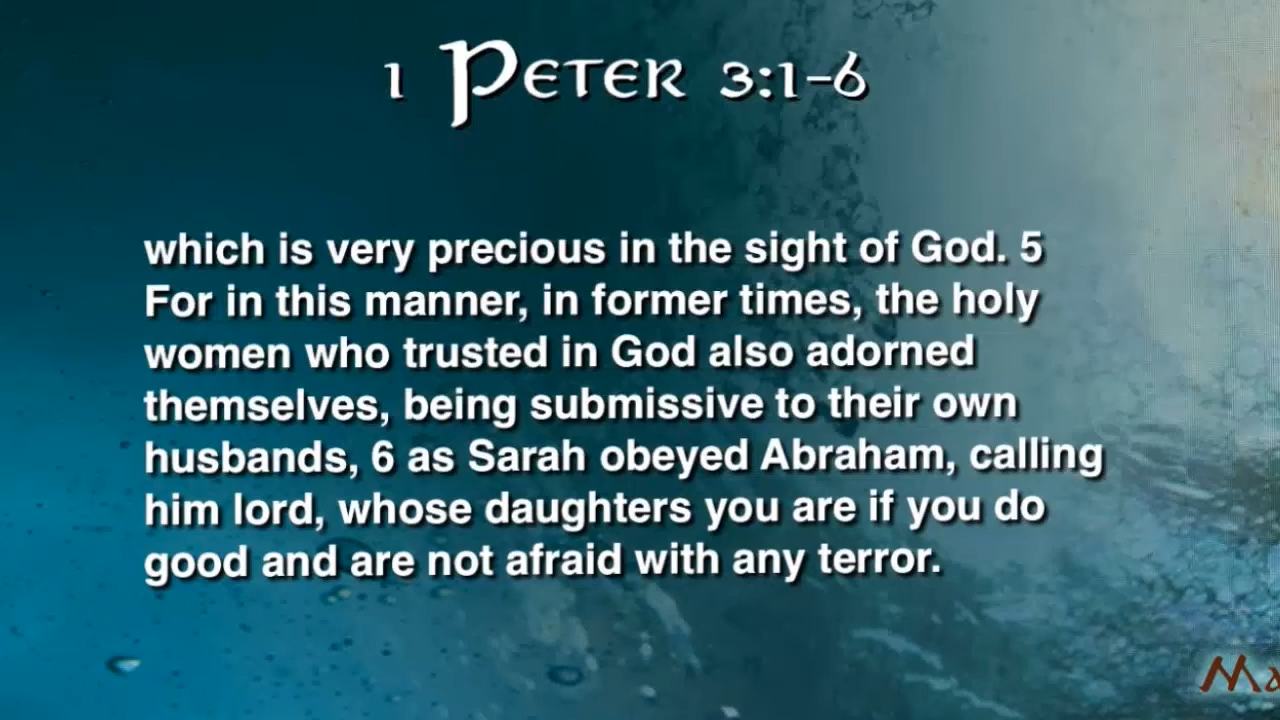 1 Peter 3:1-6
which is very precious in the sight of God. 5
For in this manner, in former times, the holy
women who trusted in God also adorned
themselves, being submissive to their own
husbands, 6 as Sarah obeyed Abraham, calling
him lord, whose daughters you are if you do
good and are not afraid with any terror.